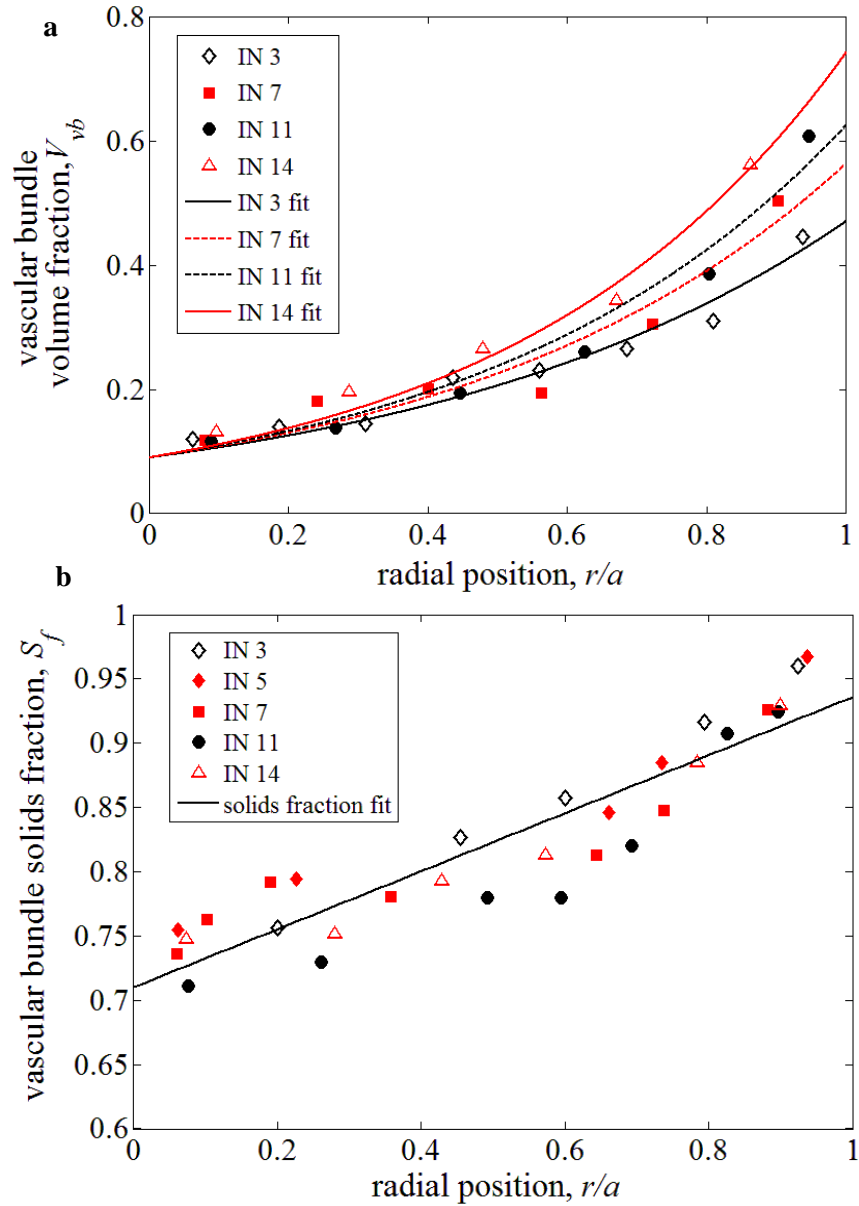 a
0.8
0.6
0.4
0.2
0
vascular bundle
volume fraction, V_vb
IN 3
IN 7
IN 11
IN 14
IN 3 fit
IN 7 fit
IN 11 fit
IN 14 fit
0 0.2 0.4 0.6 0.8 1
radial position, r/a
b
1
0.95
0.9
0.85
0.8
0.75
0.7
0.65
0.6
vascular bundle solids fraction, S_f
IN 3
IN 5
IN 7
IN 11
IN 14
solids fraction fit
0 0.2 0.4 0.6 0.8 1
radial position, r/a